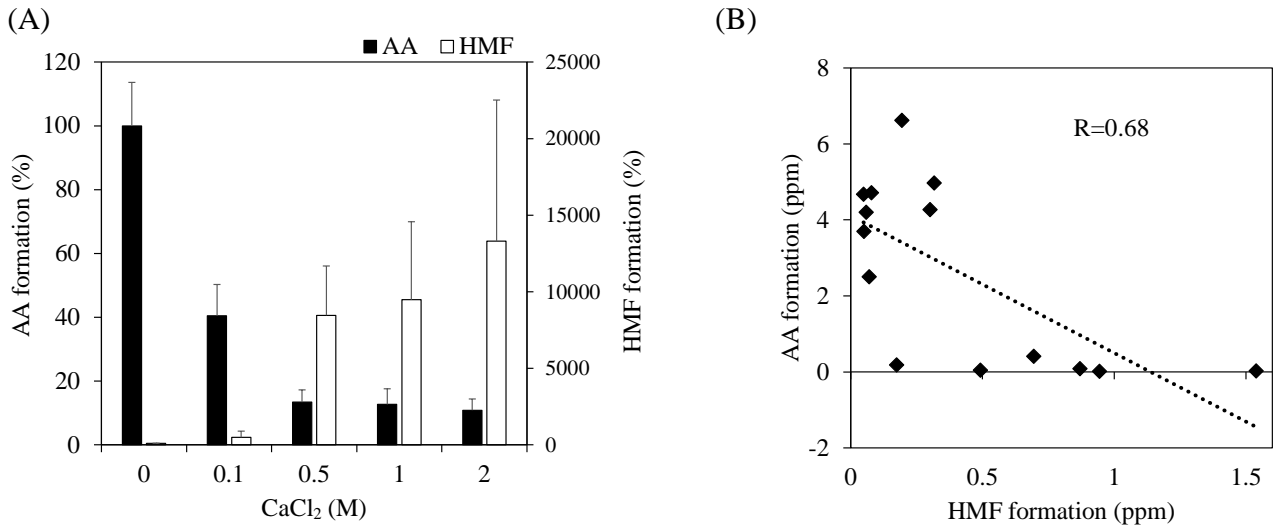 (A)
AA HMF
120
100
80
60
40
20
0
AA formation (%)
25000
20000
15000
10000
5000
0
HMF formation (%)
0 0.1 0.5 1 2
CaCl₂ (M)
(B)
8
6
4
2
0
-2
AA formation (ppm)
R=0.68
0 0.5 1 1.5
HMF formation (ppm)